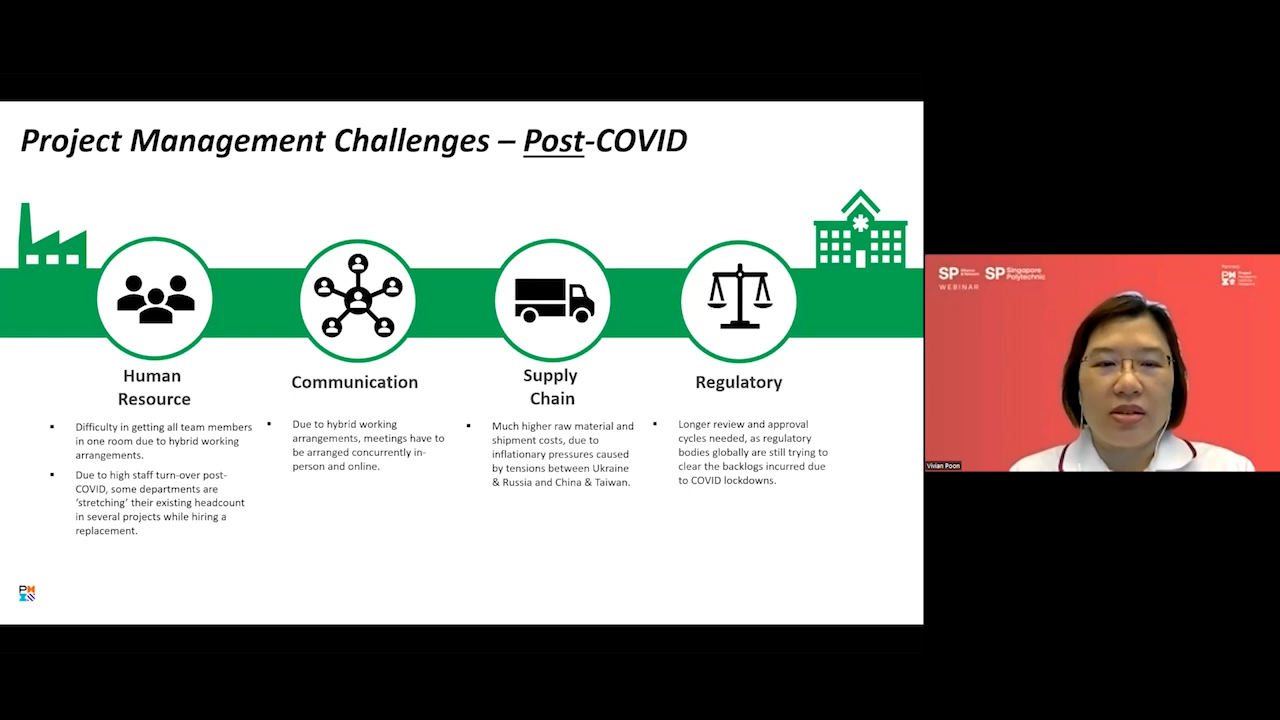 Project Management Challenges – Post-COVID
Human
Resource
▪ Difficulty in getting all team members
in one room due to hybrid working
arrangements.
▪ Due to high staff turn-over post-
COVID, some departments are
‘stretching’ their existing headcount
in several projects while hiring a
replacement.
Communication
▪ Due to hybrid working
arrangements, meetings have to
be arranged concurrently in-
person and online.
Supply
Chain
▪ Much higher raw material and
shipment costs, due to
inflationary pressures caused
by tensions between Ukraine
& Russia and China & Taiwan.
Regulatory
▪ Longer review and approval
cycles needed, as regulatory
bodies globally are still trying to
clear the backlogs incurred due
to COVID lockdowns.
SP
SP Singapore
Polytechnic
WEBINAR
Vivian Poon